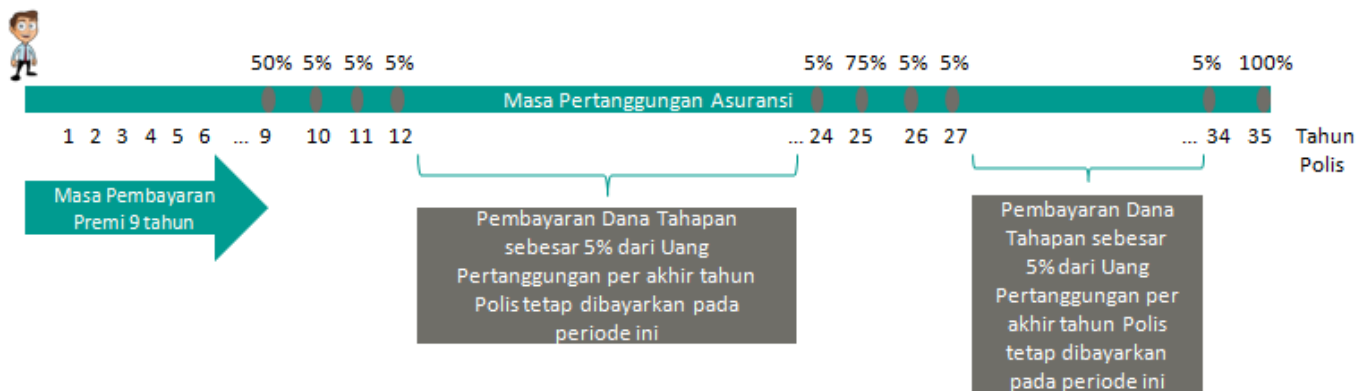 50% 5% 5% 5%
5% 75% 5% 5%
5% 100%
Masa Pertanggungan Asuransi
1 2 3 4 5 6 ... 9 10 11 12
... 24 25 26 27
... 34 35
Tahun
Polis
Masa Pembayaran
Premi 9 tahun
Pembayaran Dana Tahapan
sebesar 5% dari Uang
Pertanggungan per akhir tahun
Polis tetap dibayarkan pada
periode ini
Pembayaran Dana
Tahapan sebesar
5% dari Uang
Pertanggungan per
akhir tahun Polis
tetap dibayarkan
pada periode ini